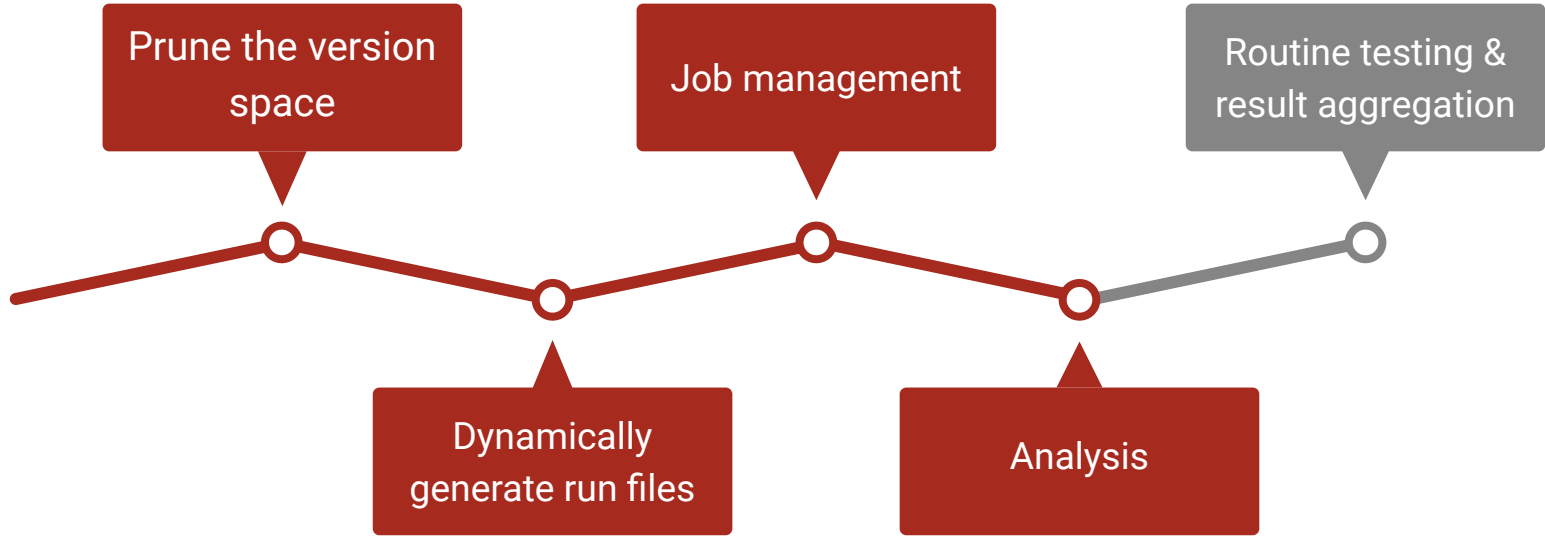 Prune the version
space
Dynamically
generate run files
Job management
Analysis
Routine testing &
result aggregation